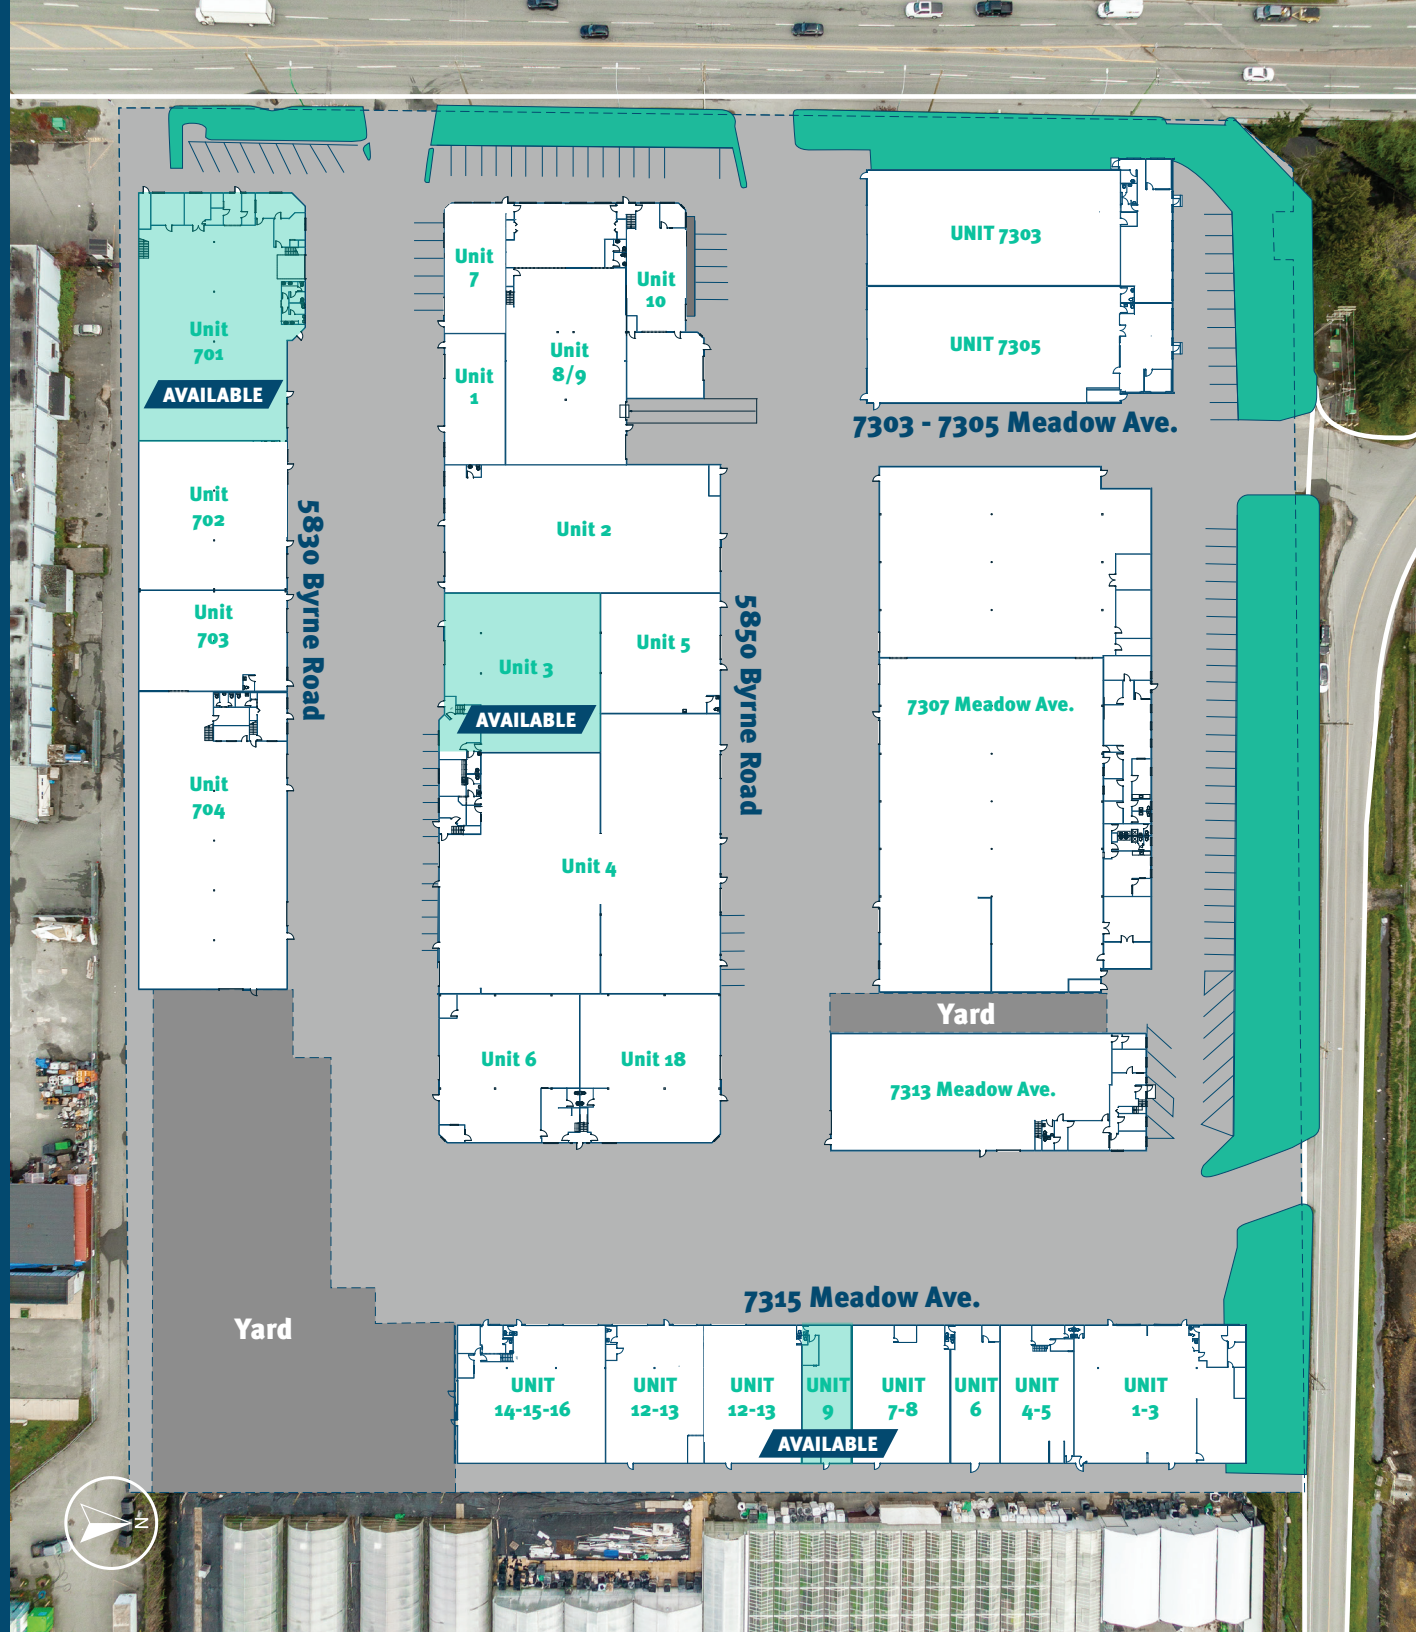 Unit
701
AVAILABLE
Unit
702
Unit
703
Unit
704
5830 Byrne Road
Unit
7
Unit
10
Unit
8/9
Unit
1
Unit 2
Unit 3
AVAILABLE
Unit 5
Unit 4
Unit 6
Unit 18
5850 Byrne Road
UNIT 7303
UNIT 7305
7303 - 7305 Meadow Ave.
7307 Meadow Ave.
Yard
7313 Meadow Ave.
Yard
7315 Meadow Ave.
UNIT
14-15-16
UNIT
12-13
UNIT
12-13
UNIT
9
AVAILABLE
UNIT
7-8
UNIT
6
UNIT
4-5
UNIT
1-3
N